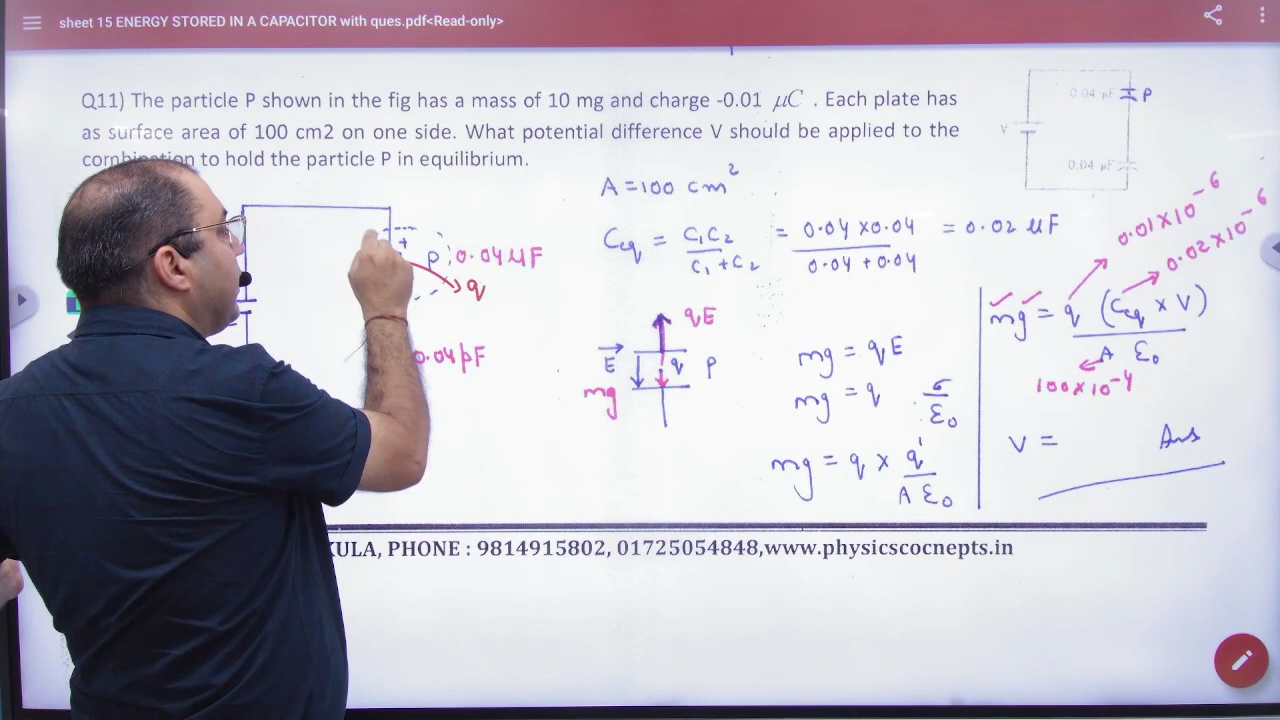 sheet 15 ENERGY STORED IN A CAPACITOR with ques.pdf<Read-only>
Q11) The particle P shown in the fig has a mass of 10 mg and charge -0.01 μC . Each plate has
as surface area of 100 cm2 on one side. What potential difference V should be applied to the
combination to hold the particle P in equilibrium.
0.04 μF P
V
0.04 μF
A = 100 cm²
Ceq = C₁C₂ / C₁ + C₂ = 0.04 × 0.04 / 0.04 + 0.04 = 0.02 μF
+ P 0.04 μF
q
0.04 μF
qE
E q P
mg
mg = qE
mg = q σ / ε₀
mg = q × q' / A ε₀
0.01 × 10⁻⁶
0.02 × 10⁻⁶
mg = q (Ceq × V) / A ε₀
100 × 10⁻⁴
V = Ans
KULA, PHONE : 9814915802, 01725054848,www.physicscocnepts.in